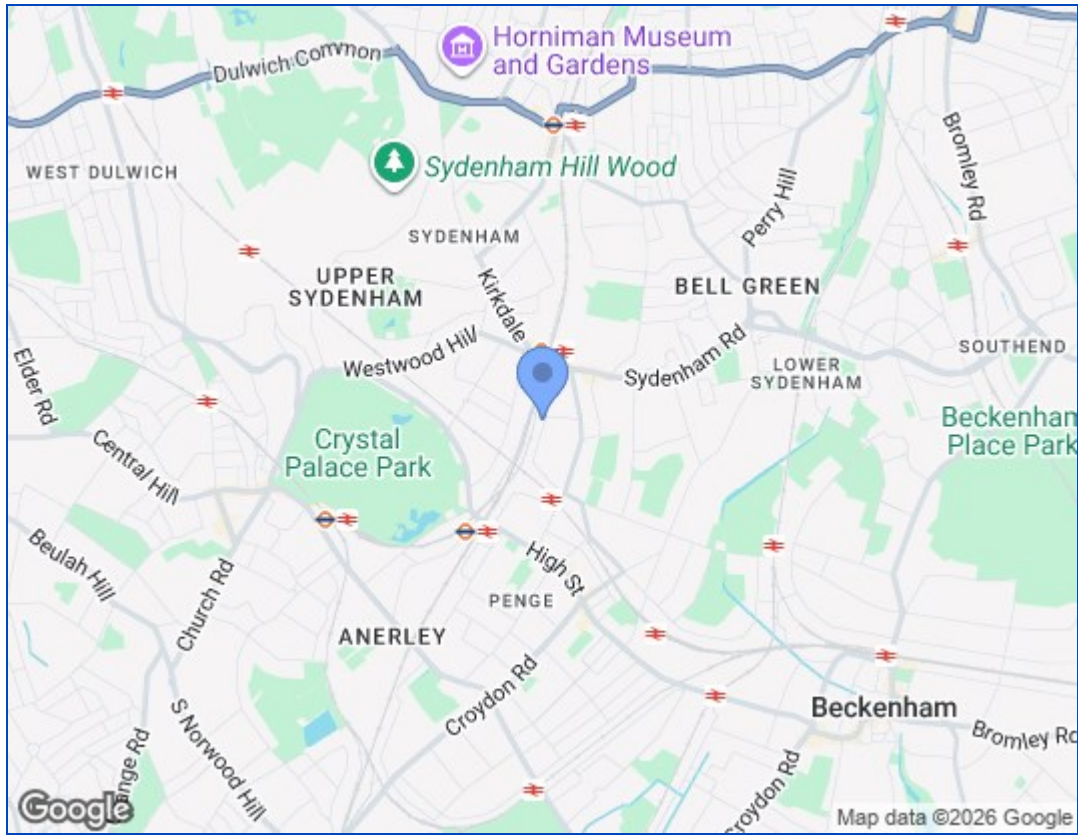 Horniman Museum
and Gardens
Dulwich Common
Bromley Rd
WEST DULWICH
Sydenham Hill Wood
Perry Hill
SYDENHAM
UPPER
SYDENHAM
Kirkdale
BELL GREEN
Westwood Hill
Sydenham Rd
SOUTHEND
LOWER
SYDENHAM
Elder Rd
Crystal
Palace Park
Beckenham
Place Park
Central Hill
Beulah Hill
High St
Church Rd
PENGE
ANERLEY
Croydon Rd
S Norwood Hill
Beckenham
Bromley Rd
Croydon Rd
ange Rd
Google
Map data ©2026 Google